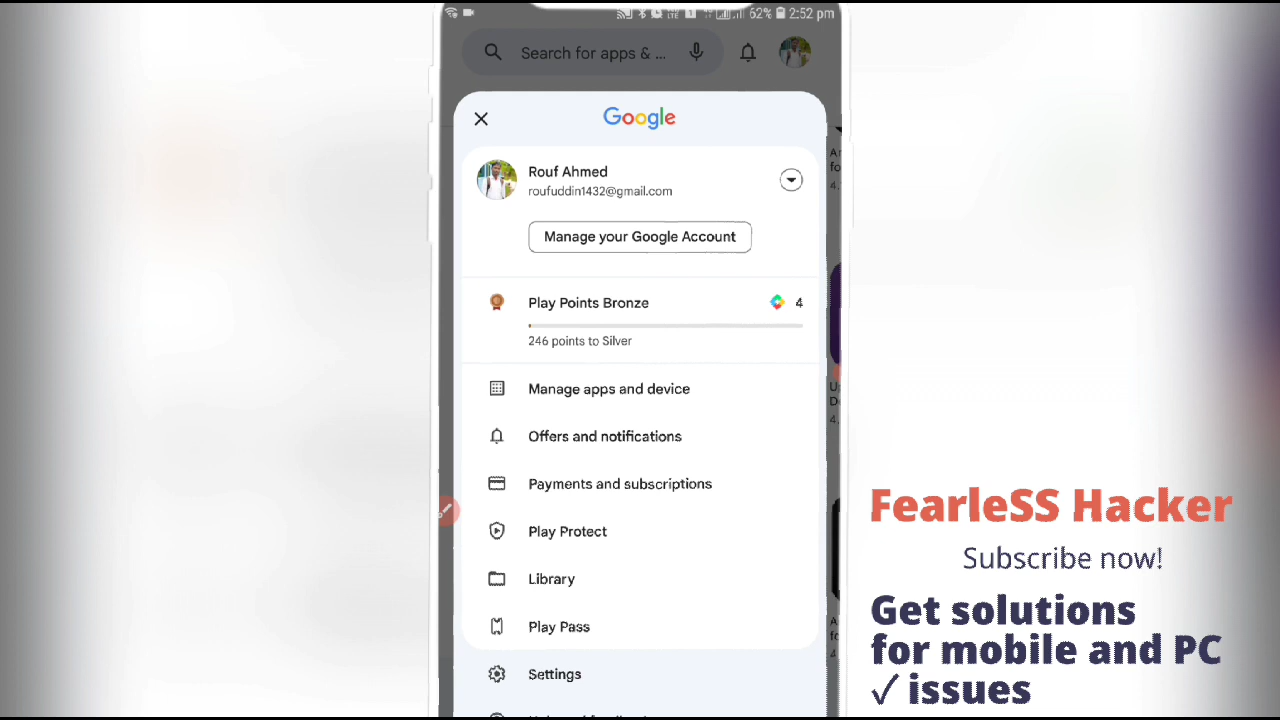 62% 2:52 pm
Search for apps & ...
Google
Rouf Ahmed
roufuddin1432@gmail.com
Manage your Google Account
Play Points Bronze 4
246 points to Silver
Manage apps and device
Offers and notifications
Payments and subscriptions
Play Protect
Library
Play Pass
Settings
FearleSS Hacker
Subscribe now!
Get solutions
for mobile and PC
✓ issues